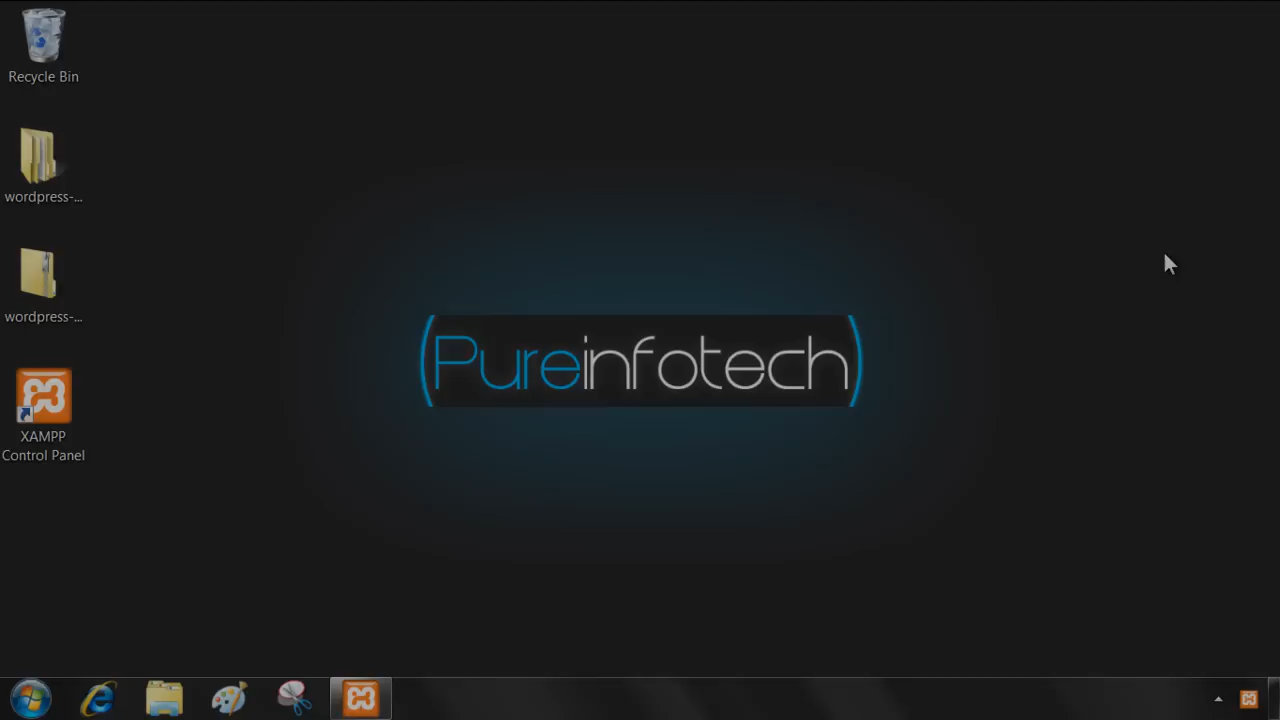 Recycle Bin
wordpress-...
wordpress-...
XAMPP
Control Panel
(Pureinfotech)